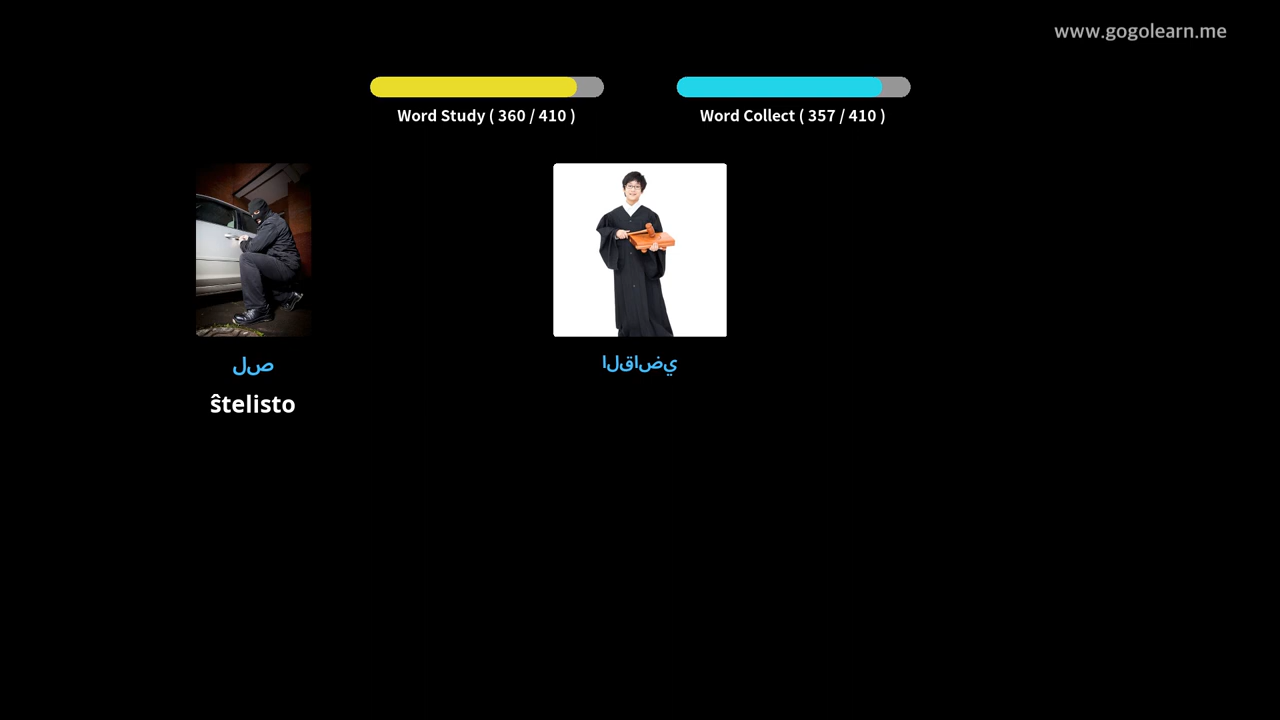 www.gogolearn.me
Word Study ( 360 / 410 )
Word Collect ( 357 / 410 )
لص
القاضي
ŝtelisto